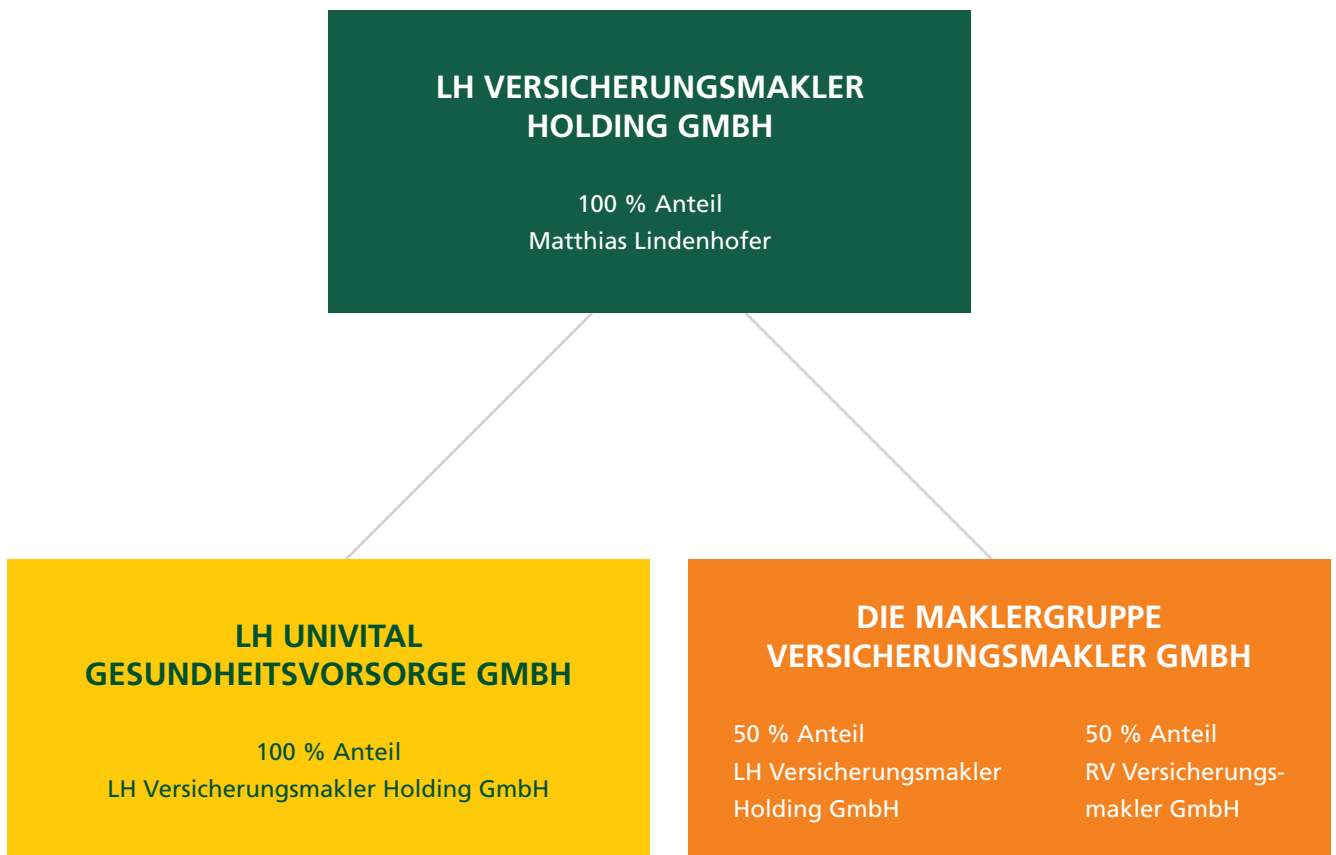 LH VERSICHERUNGSMAKLER
HOLDING GMBH
100 % Anteil
Matthias Lindenhofer
LH UNIVITAL
GESUNDHEITSVORSORGE GMBH
100 % Anteil
LH Versicherungsmakler Holding GmbH
DIE MAKLERGRUPPE
VERSICHERUNGSMAKLER GMBH
50 % Anteil
LH Versicherungsmakler
Holding GmbH
50 % Anteil
RV Versicherungs-
makler GmbH